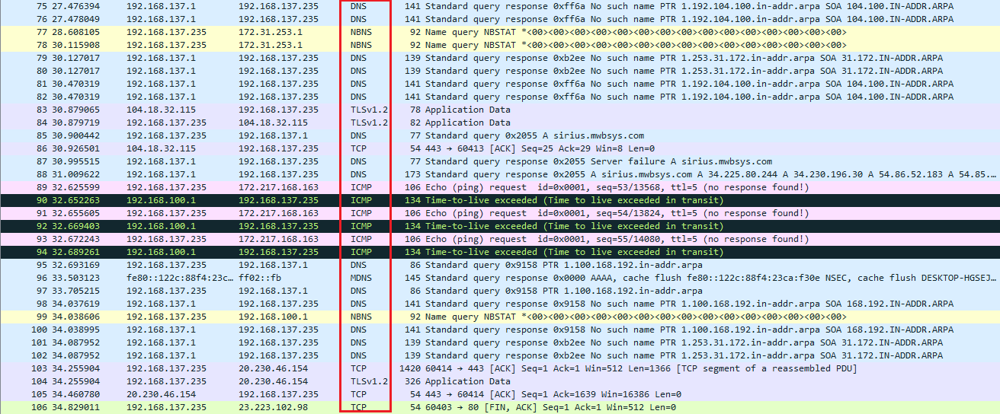 75 27.476394 192.168.137.1 192.168.137.235 DNS 141 Standard query response 0xff6a No such name PTR 1.192.104.100.in-addr.arpa SOA 104.100.IN-ADDR.ARPA
76 27.478049 192.168.137.1 192.168.137.235 DNS 141 Standard query response 0xff6a No such name PTR 1.192.104.100.in-addr.arpa SOA 104.100.IN-ADDR.ARPA
77 28.608105 192.168.137.235 172.31.253.1 NBNS 92 Name query NBSTAT *<00><00><00><00><00><00><00><00><00><00><00><00><00><00><00>
78 30.115908 192.168.137.235 172.31.253.1 NBNS 92 Name query NBSTAT *<00><00><00><00><00><00><00><00><00><00><00><00><00><00><00>
79 30.127017 192.168.137.1 192.168.137.235 DNS 139 Standard query response 0xb2ee No such name PTR 1.253.31.172.in-addr.arpa SOA 31.172.IN-ADDR.ARPA
80 30.127017 192.168.137.1 192.168.137.235 DNS 139 Standard query response 0xb2ee No such name PTR 1.253.31.172.in-addr.arpa SOA 31.172.IN-ADDR.ARPA
81 30.470319 192.168.137.1 192.168.137.235 DNS 141 Standard query response 0xff6a No such name PTR 1.192.104.100.in-addr.arpa SOA 104.100.IN-ADDR.ARPA
82 30.470319 192.168.137.1 192.168.137.235 DNS 141 Standard query response 0xff6a No such name PTR 1.192.104.100.in-addr.arpa SOA 104.100.IN-ADDR.ARPA
83 30.879065 104.18.32.115 192.168.137.235 TLSv1.2 78 Application Data
84 30.879719 192.168.137.235 104.18.32.115 TLSv1.2 82 Application Data
85 30.900442 192.168.137.235 192.168.137.1 DNS 77 Standard query 0x2055 A sirius.mwbsys.com
86 30.926501 104.18.32.115 192.168.137.235 TCP 54 443 → 60413 [ACK] Seq=25 Ack=29 Win=8 Len=0
87 30.995515 192.168.137.1 192.168.137.235 DNS 77 Standard query response 0x2055 Server failure A sirius.mwbsys.com
88 31.009622 192.168.137.1 192.168.137.235 DNS 173 Standard query response 0x2055 A sirius.mwbsys.com A 34.225.80.244 A 34.230.196.30 A 54.86.52.183 A 54.85.…
89 32.625599 192.168.137.235 172.217.168.163 ICMP 106 Echo (ping) request id=0x0001, seq=53/13568, ttl=5 (no response found!)
90 32.652263 192.168.100.1 192.168.137.235 ICMP 134 Time-to-live exceeded (Time to live exceeded in transit)
91 32.655605 192.168.137.235 172.217.168.163 ICMP 106 Echo (ping) request id=0x0001, seq=54/13824, ttl=5 (no response found!)
92 32.669403 192.168.100.1 192.168.137.235 ICMP 134 Time-to-live exceeded (Time to live exceeded in transit)
93 32.672243 192.168.137.235 172.217.168.163 ICMP 106 Echo (ping) request id=0x0001, seq=55/14080, ttl=5 (no response found!)
94 32.689261 192.168.100.1 192.168.137.235 ICMP 134 Time-to-live exceeded (Time to live exceeded in transit)
95 32.693169 192.168.137.235 192.168.137.1 DNS 86 Standard query 0x9158 PTR 1.100.168.192.in-addr.arpa
96 33.503123 fe80::122c:88f4:23c… ff02::fb MDNS 145 Standard query response 0x0000 AAAA, cache flush fe80::122c:88f4:23ca:f30e NSEC, cache flush DESKTOP-HGSEJ…
97 33.705215 192.168.137.235 192.168.137.1 DNS 86 Standard query 0x9158 PTR 1.100.168.192.in-addr.arpa
98 34.037619 192.168.137.1 192.168.137.235 DNS 141 Standard query response 0x9158 No such name PTR 1.100.168.192.in-addr.arpa SOA 168.192.IN-ADDR.ARPA
99 34.038606 192.168.137.235 192.168.100.1 NBNS 92 Name query NBSTAT *<00><00><00><00><00><00><00><00><00><00><00><00><00><00><00>
100 34.038995 192.168.137.1 192.168.137.235 DNS 141 Standard query response 0x9158 No such name PTR 1.100.168.192.in-addr.arpa SOA 168.192.IN-ADDR.ARPA
101 34.087952 192.168.137.1 192.168.137.235 DNS 139 Standard query response 0xb2ee No such name PTR 1.253.31.172.in-addr.arpa SOA 31.172.IN-ADDR.ARPA
102 34.087952 192.168.137.1 192.168.137.235 DNS 139 Standard query response 0xb2ee No such name PTR 1.253.31.172.in-addr.arpa SOA 31.172.IN-ADDR.ARPA
103 34.255904 192.168.137.235 20.230.46.154 TCP 1420 60414 → 443 [ACK] Seq=1 Ack=1 Win=512 Len=1366 [TCP segment of a reassembled PDU]
104 34.255904 192.168.137.235 20.230.46.154 TLSv1.2 326 Application Data
105 34.460780 20.230.46.154 192.168.137.235 TCP 54 443 → 60414 [ACK] Seq=1 Ack=1639 Win=16386 Len=0
106 34.829011 192.168.137.235 23.223.102.98 TCP 54 60403 → 80 [FIN, ACK] Seq=1 Ack=1 Win=512 Len=0